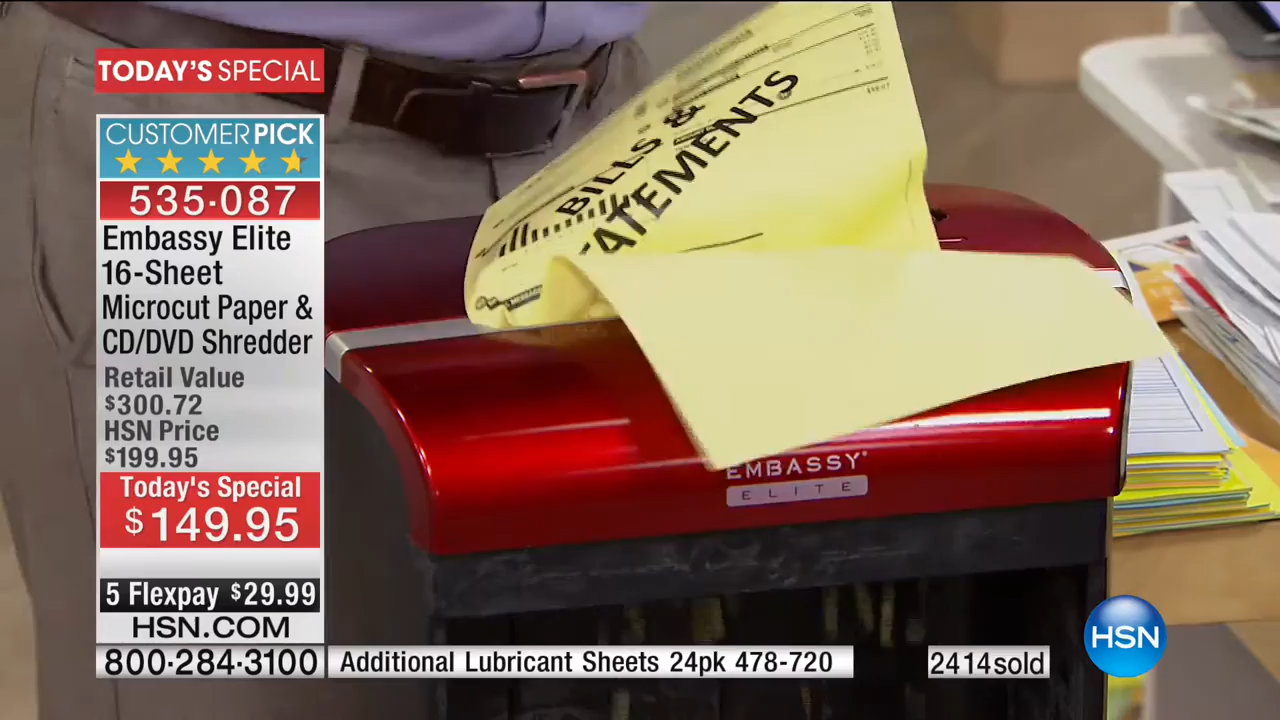 TODAY'S SPECIAL
CUSTOMER PICK
535-087
Embassy Elite
16-Sheet
Microcut Paper &
CD/DVD Shredder
Retail Value
$300.72
HSN Price
$199.95
Today's Special
$149.95
5 Flexpay $29.99
HSN.COM
800·284·3100
Additional Lubricant Sheets 24pk 478-720
2414sold
HSN
BILLS &
EMBASSY
ELITE